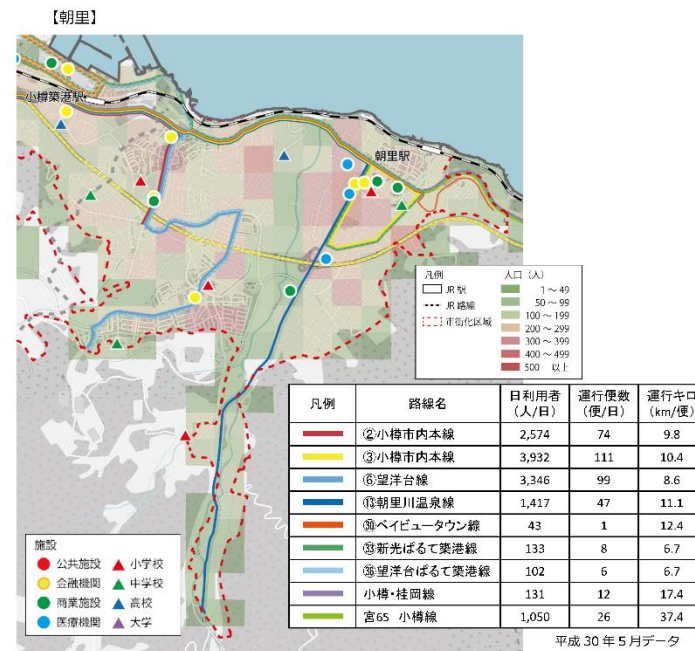 【朝里】
小樽築港駅
朝里駅
凡例
JR駅
JR路線
市街化区域
人口（人）
1～49
50～99
100～199
200～299
300～399
400～499
500 以上
凡例 路線名 日利用者（人/日） 運行便数（便/日） 運行キロ（km/便）
②小樽市内本線 2,574 74 9.8
③小樽市内本線 3,932 111 10.4
⑥望洋台線 3,346 99 8.6
⑬朝里川温泉線 1,417 47 11.1
㉚ベイビュータウン線 43 1 12.4
㉝新光ぱるて築港線 133 8 6.7
㊱望洋台ぱるて築港線 102 6 6.7
小樽・桂岡線 131 12 17.4
宮65 小樽線 1,050 26 37.4
施設
公共施設 小学校
金融機関 中学校
商業施設 高校
医療機関 大学
平成 30 年 5 月データ